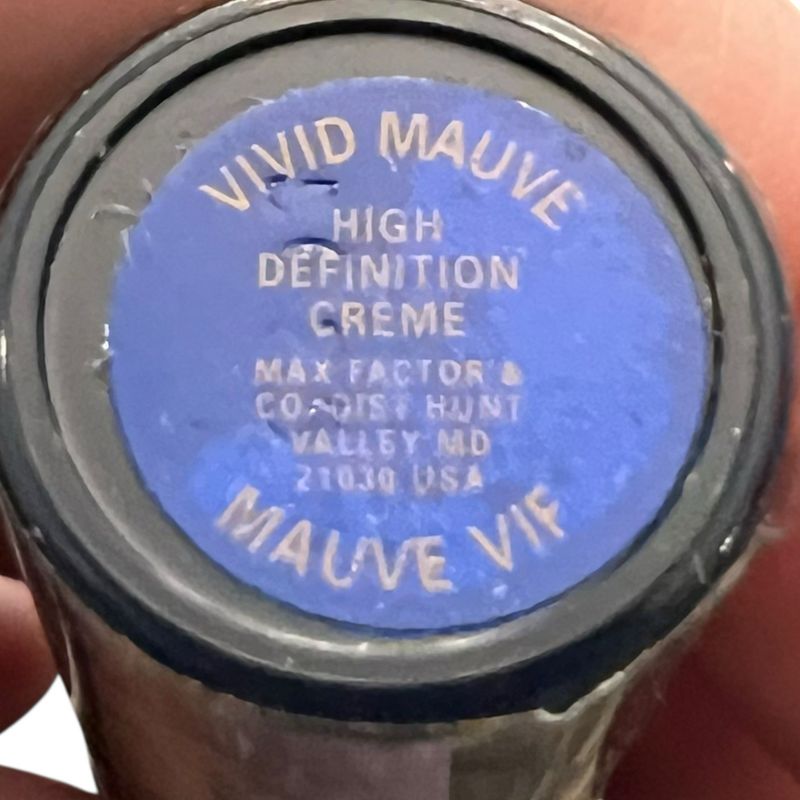 VIVID MAUVE
HIGH
DEFINITION
CREME
MAX FACTOR &
CO. DIST HUNT
VALLEY MD
21030 USA
MAUVE VIF